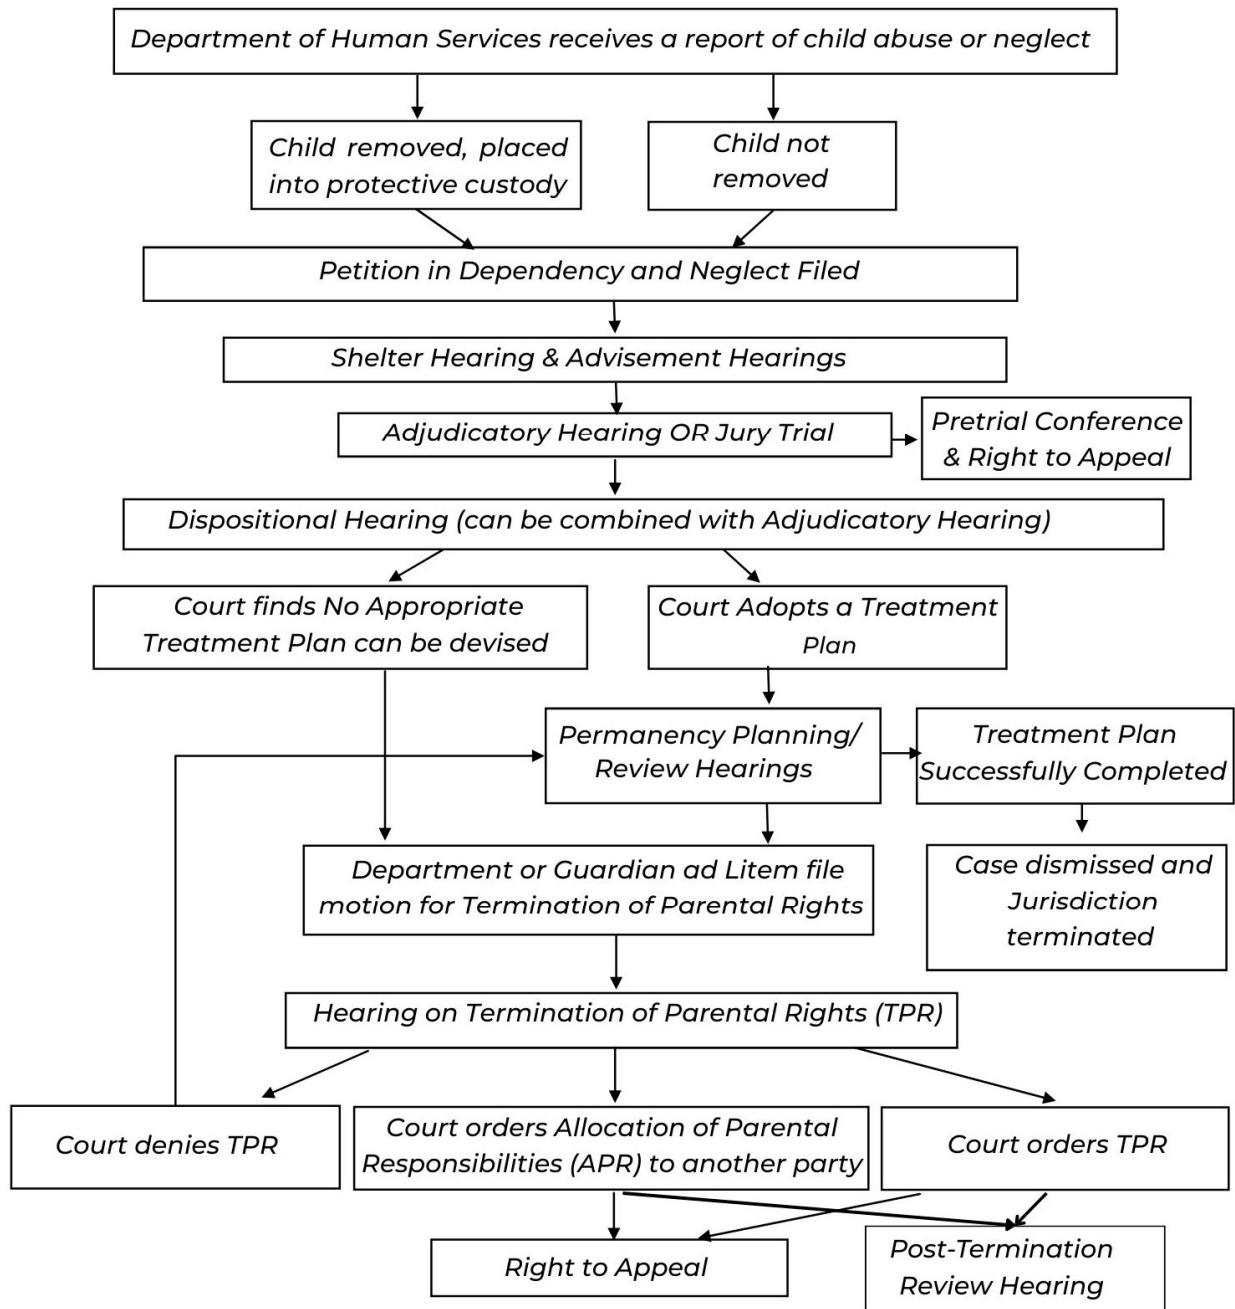 Department of Human Services receives a report of child abuse or neglect
Child removed, placed
into protective custody
Child not
removed
Petition in Dependency and Neglect Filed
Shelter Hearing & Advisement Hearings
Adjudicatory Hearing OR Jury Trial
Pretrial Conference
& Right to Appeal
Dispositional Hearing (can be combined with Adjudicatory Hearing)
Court finds No Appropriate
Treatment Plan can be devised
Court Adopts a Treatment
Plan
Permanency Planning/
Review Hearings
Treatment Plan
Successfully Completed
Department or Guardian ad Litem file
motion for Termination of Parental Rights
Case dismissed and
Jurisdiction
terminated
Hearing on Termination of Parental Rights (TPR)
Court denies TPR
Court orders Allocation of Parental
Responsibilities (APR) to another party
Court orders TPR
Right to Appeal
Post-Termination
Review Hearing